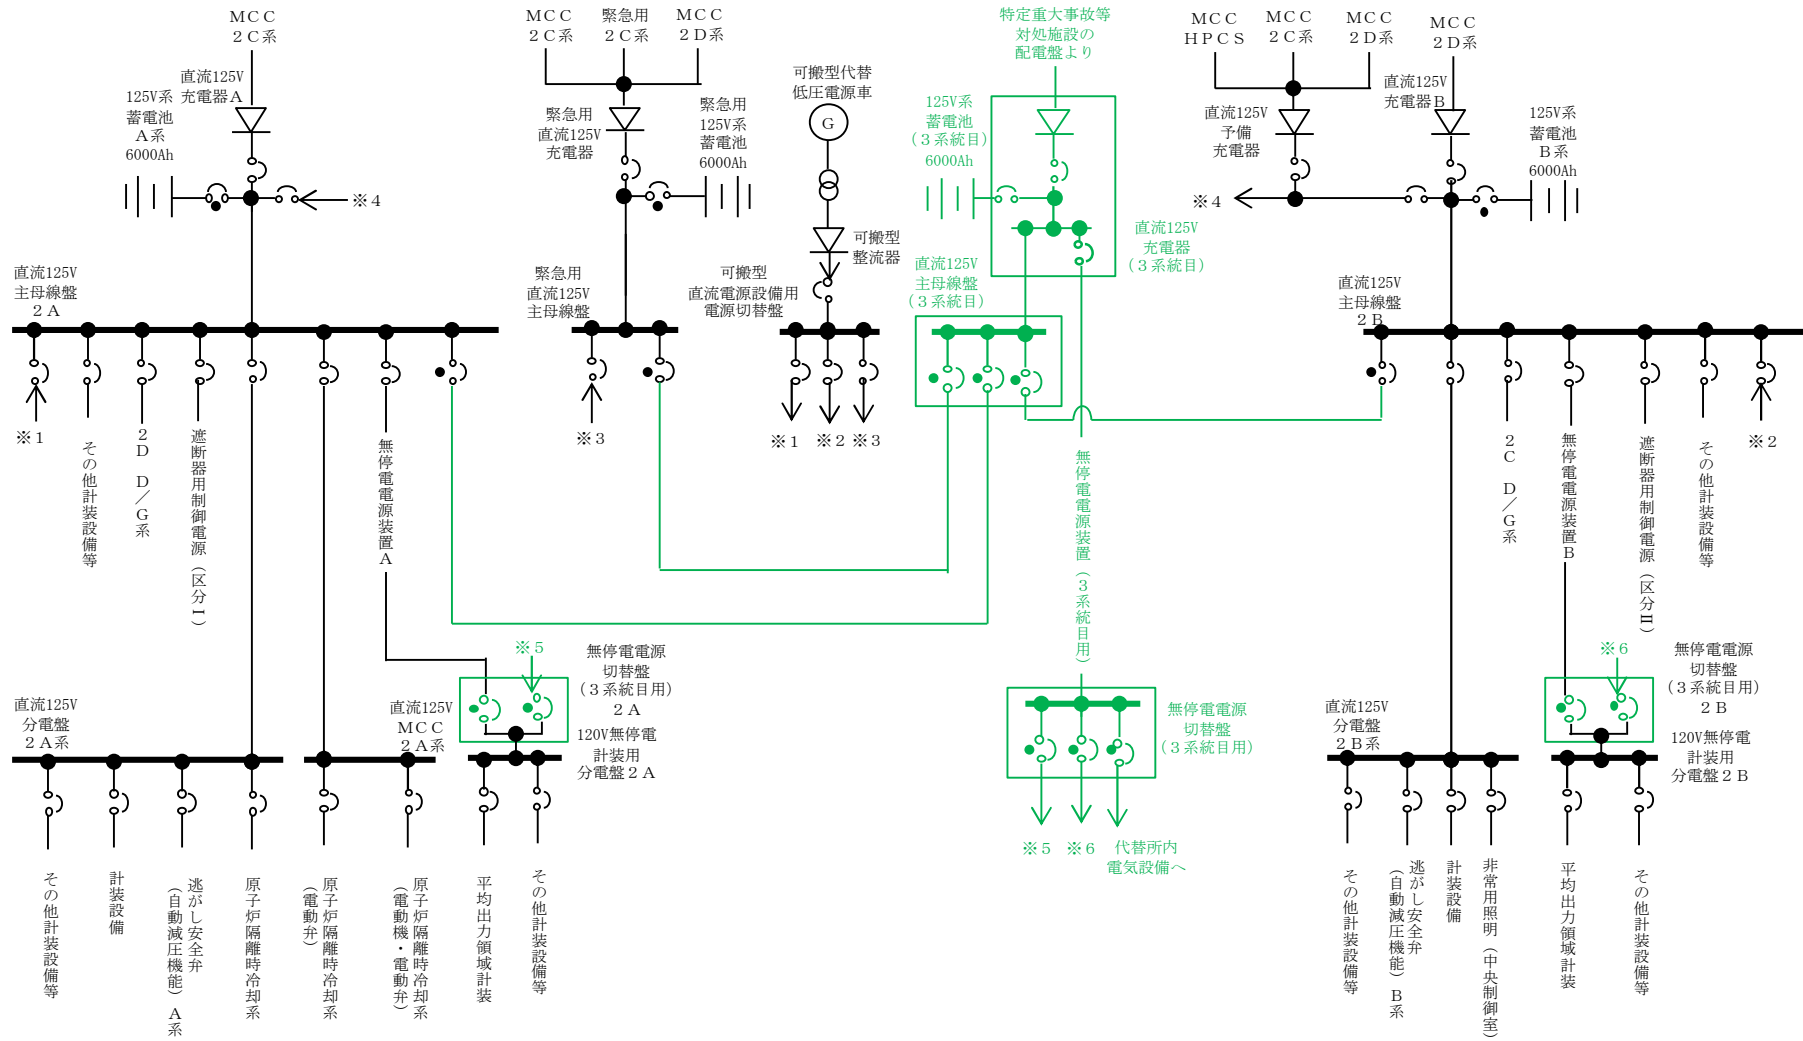 ＭＣＣ
２Ｃ系
直流125V
充電器Ａ
125V系
蓄電池
Ａ系
6000Ah
※４
ＭＣＣ
２Ｃ系
緊急用
２Ｃ系
ＭＣＣ
２Ｄ系
緊急用
直流125V
充電器
緊急用
125V系
蓄電池
6000Ah
可搬型代替
低圧電源車
G
可搬型
整流器
特定重大事故等
対処施設の
配電盤より
125V系
蓄電池
（３系統目）
6000Ah
直流125V
充電器
（３系統目）
ＭＣＣ
ＨＰＣＳ
ＭＣＣ
２Ｃ系
ＭＣＣ
２Ｄ系
ＭＣＣ
２Ｄ系
直流125V
予備
充電器
直流125V
充電器Ｂ
125V系
蓄電池
Ｂ系
6000Ah
※４
直流125V
主母線盤
２Ａ
緊急用
直流125V
主母線盤
可搬型
直流電源設備用
電源切替盤
直流125V
主母線盤
（３系統目）
直流125V
主母線盤
２Ｂ
※１
その他計装設備等
２Ｄ Ｄ／Ｇ系
遮断器用制御電源（区分Ⅰ）
無停電電源装置Ａ
※３
※１
※２
※３
無停電電源装置（３系統目用）
２Ｃ Ｄ／Ｇ系
無停電電源装置Ｂ
遮断器用制御電源（区分Ⅱ）
その他計装設備等
※２
※５
無停電電源
切替盤
（３系統目用）
２Ａ
無停電電源
切替盤
（３系統目用）
※６
無停電電源
切替盤
（３系統目用）
２Ｂ
直流125V
分電盤
２Ａ系
直流125V
ＭＣＣ
２Ａ系
120V無停電
計装用
分電盤２Ａ
直流125V
分電盤
２Ｂ系
120V無停電
計装用
分電盤２Ｂ
※５
※６
代替所内
電気設備へ
その他計装設備等
計装設備
逃がし安全弁
（自動減圧機能）Ａ系
原子炉隔離時冷却系
原子炉隔離時冷却系
（電動弁）
原子炉隔離時冷却系
（電動機・電動弁）
平均出力領域計装
その他計装設備等
その他計装設備等
逃がし安全弁
（自動減圧機能）Ｂ系
計装設備
非常用照明（中央制御室）
平均出力領域計装
その他計装設備等